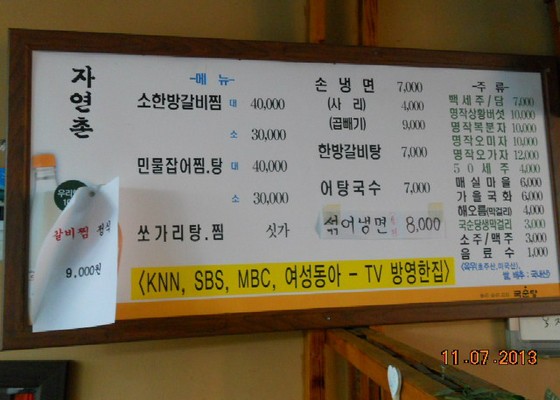 자연촌
-메뉴-
소한방갈비찜 대 40,000
소 30,000
민물잡어찜.탕 대 40,000
소 30,000
쏘가리탕.찜 싯가
손냉면 7,000
(사리) 4,000
(곱빼기) 9,000
한방갈비탕 7,000
어탕국수 7,000
섞어냉면 8,000
-주류-
백세주/담 7,000
명작상황버섯 10,000
명작복분자 10,000
명작오미자 10,000
명작오가자 12,000
50세주 4,000
매실마을 6,000
가을국화 6,000
해오름(막걸리) 4,000
국순당생막걸리 3,000
소주/맥주 3,000
음료수 1,000
갈비찜 정식
9,000원
<KNN, SBS, MBC, 여성동아 - TV 방영한집>
국순당
11.07.2013